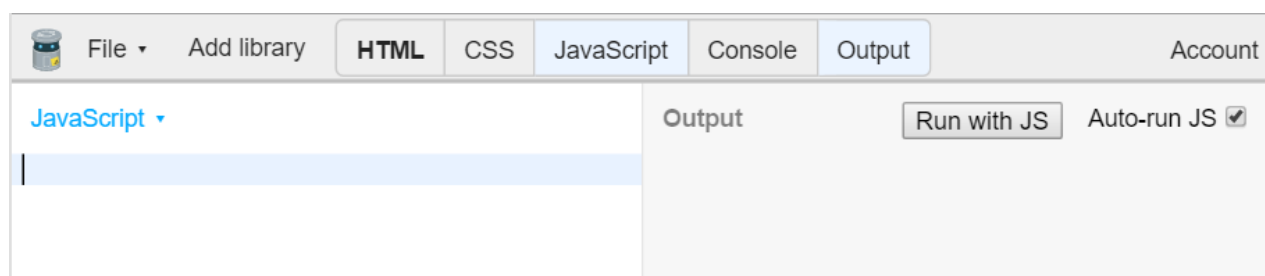 File ▾ Add library HTML CSS JavaScript Console Output Account
JavaScript ▾ Output Run with JS Auto-run JS